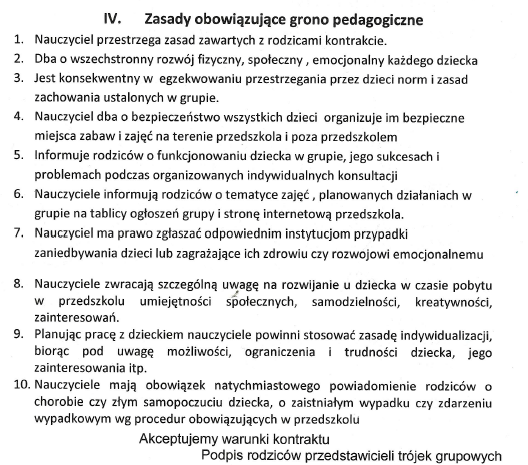 IV. Zasady obowiązujące grono pedagogiczne
1. Nauczyciel przestrzega zasad zawartych z rodzicami kontrakcie.
2. Dba o wszechstronny rozwój fizyczny, społeczny , emocjonalny każdego dziecka
3. Jest konsekwentny w egzekwowaniu przestrzegania przez dzieci norm i zasad
zachowania ustalonych w grupie.
4. Nauczyciel dba o bezpieczeństwo wszystkich dzieci organizuje im bezpieczne
miejsca zabaw i zajęć na terenie przedszkola i poza przedszkolem
5. Informuje rodziców o funkcjonowaniu dziecka w grupie, jego sukcesach i
problemach podczas organizowanych indywidualnych konsultacji
6. Nauczyciele informują rodziców o tematyce zajęć , planowanych działaniach w
grupie na tablicy ogłoszeń grupy i stronę internetową przedszkola.
7. Nauczyciel ma prawo zgłaszać odpowiednim instytucjom przypadki
zaniedbywania dzieci lub zagrażające ich zdrowiu czy rozwojowi emocjonalnemu
8. Nauczyciele zwracają szczególną uwagę na rozwijanie u dziecka w czasie pobytu
w przedszkolu umiejętności społecznych, samodzielności, kreatywności,
zainteresowań.
9. Planując pracę z dzieckiem nauczyciele powinni stosować zasadę indywidualizacji,
biorąc pod uwagę możliwości, ograniczenia i trudności dziecka, jego
zainteresowania itp.
10. Nauczyciele mają obowiązek natychmiastowego powiadomienie rodziców o
chorobie czy złym samopoczuciu dziecka, o zaistniałym wypadku czy zdarzeniu
wypadkowym wg procedur obowiązujących w przedszkolu
Akceptujemy warunki kontraktu
Podpis rodziców przedstawicieli trójek grupowych